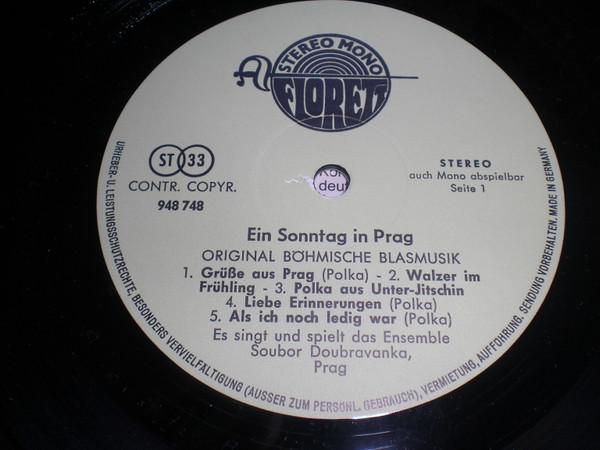 STEREO MONO
FLORETT
ST 33
CONTR. COPYR.
948 748
STEREO
auch Mono abspielbar
Seite 1
Ein Sonntag in Prag
ORIGINAL BÖHMISCHE BLASMUSIK
1. Grüße aus Prag (Polka) - 2. Walzer im
Frühling - 3. Polka aus Unter-Jitschin
4. Liebe Erinnerungen (Polka)
5. Als ich noch ledig war (Polka)
Es singt und spielt das Ensemble
Soubor Doubravanka,
Prag
URHEBER- U. LEISTUNGSSCHUTZRECHTE, BESONDERS VERVIELFÄLTIGUNG (AUSSER ZUM PERSÖNL. GEBRAUCH), VERMIETUNG, AUFFÜHRUNG, SENDUNG VORBEHALTEN. MADE IN GERMANY
deut